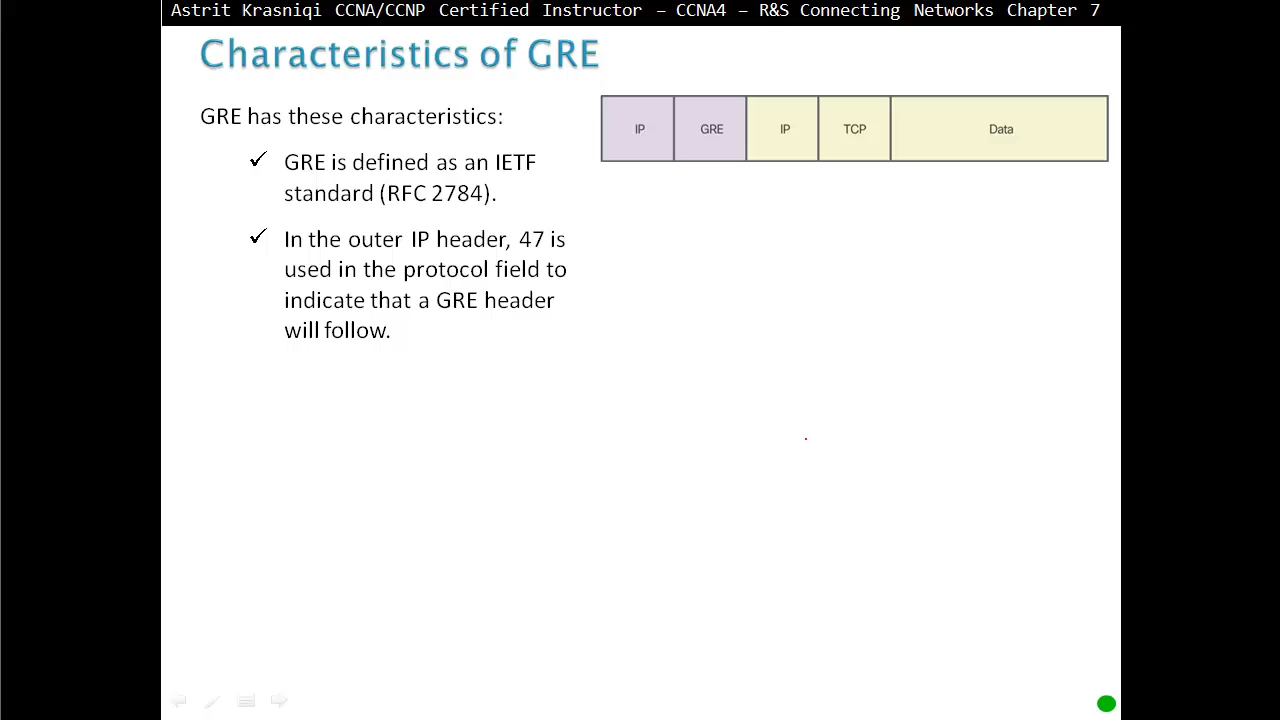 Astrit Krasniqi CCNA/CCNP Certified Instructor – CCNA4 – R&S Connecting Networks Chapter 7
Characteristics of GRE
GRE has these characteristics:
✓ GRE is defined as an IETF
standard (RFC 2784).
✓ In the outer IP header, 47 is
used in the protocol field to
indicate that a GRE header
will follow.
IP GRE IP TCP Data